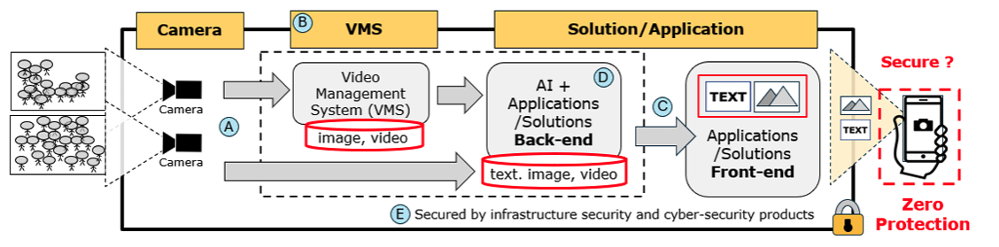 Camera
B
VMS
Solution/Application
Secure ?
Camera
Camera
A
Video
Management
System (VMS)
image, video
D
AI +
Applications
/Solutions
Back-end
text. image, video
C
TEXT
Applications
/Solutions
Front-end
TEXT
E Secured by infrastructure security and cyber-security products
Zero
Protection